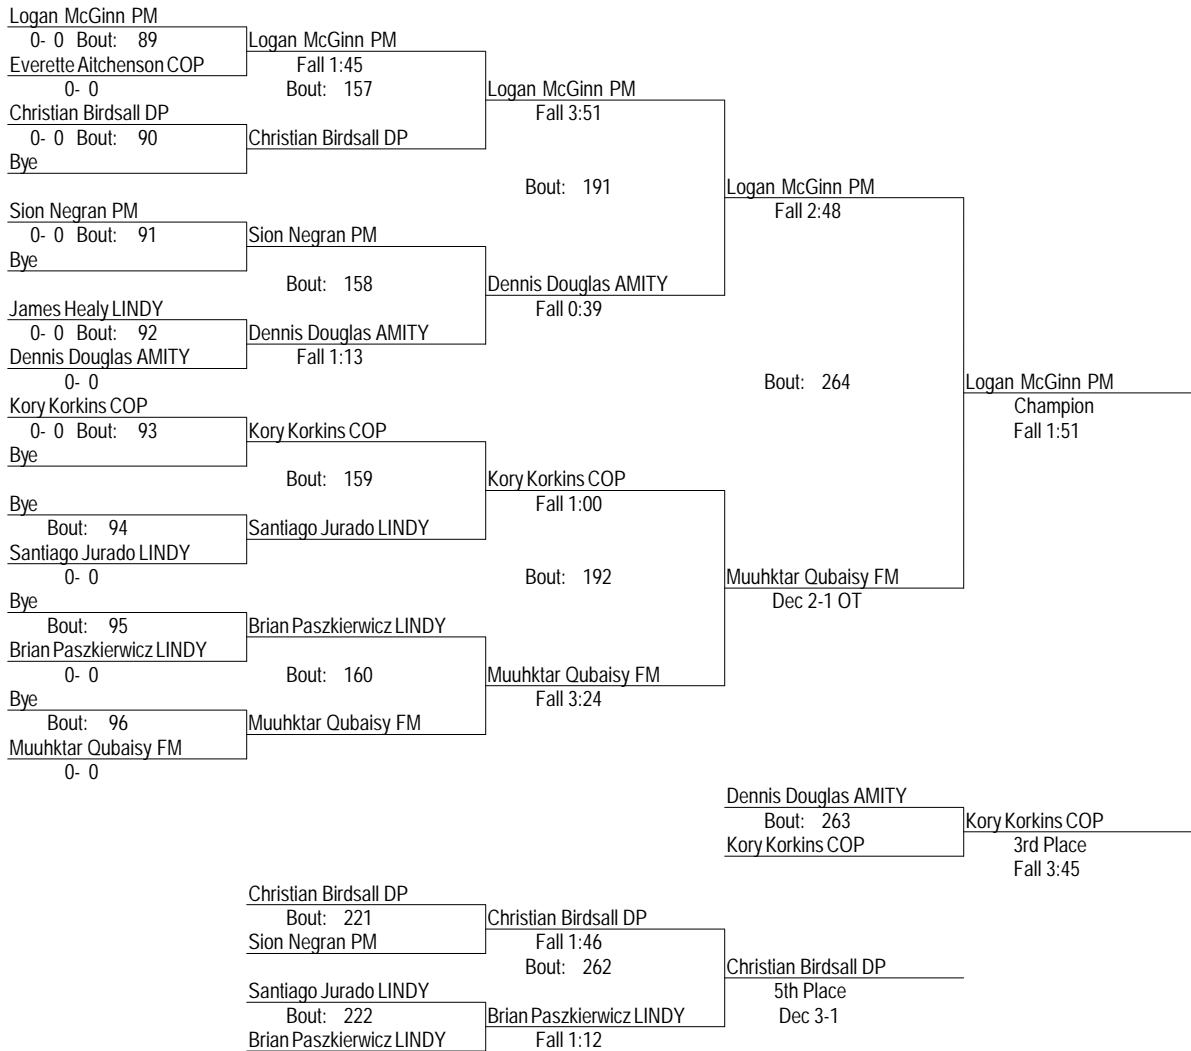 Logan McGinn PM
0- 0 Bout: 89
Logan McGinn PM
Everette Aitchenson COP
Fall 1:45
0- 0
Bout: 157
Logan McGinn PM
Christian Birdsall DP
Fall 3:51
0- 0 Bout: 90
Christian Birdsall DP
Bye
Bout: 191
Logan McGinn PM
Sion Negran PM
Fall 2:48
0- 0 Bout: 91
Sion Negran PM
Bye
Bout: 158
Dennis Douglas AMITY
James Healy LINDY
Fall 0:39
0- 0 Bout: 92
Dennis Douglas AMITY
Dennis Douglas AMITY
Fall 1:13
0- 0
Bout: 264
Logan McGinn PM
Kory Korkins COP
Champion
0- 0 Bout: 93
Kory Korkins COP
Fall 1:51
Bye
Bout: 159
Kory Korkins COP
Bye
Fall 1:00
Bout: 94
Santiago Jurado LINDY
Santiago Jurado LINDY
0- 0
Bout: 192
Muuhktar Qubaisy FM
Bye
Dec 2-1 OT
Bout: 95
Brian Paszkierwicz LINDY
Brian Paszkierwicz LINDY
0- 0
Bout: 160
Muuhktar Qubaisy FM
Bye
Fall 3:24
Bout: 96
Muuhktar Qubaisy FM
Muuhktar Qubaisy FM
0- 0
Dennis Douglas AMITY
Bout: 263
Kory Korkins COP
Kory Korkins COP
3rd Place
Fall 3:45
Christian Birdsall DP
Bout: 221
Christian Birdsall DP
Sion Negran PM
Fall 1:46
Bout: 262
Christian Birdsall DP
Santiago Jurado LINDY
5th Place
Bout: 222
Brian Paszkierwicz LINDY
Dec 3-1
Brian Paszkierwicz LINDY
Fall 1:12